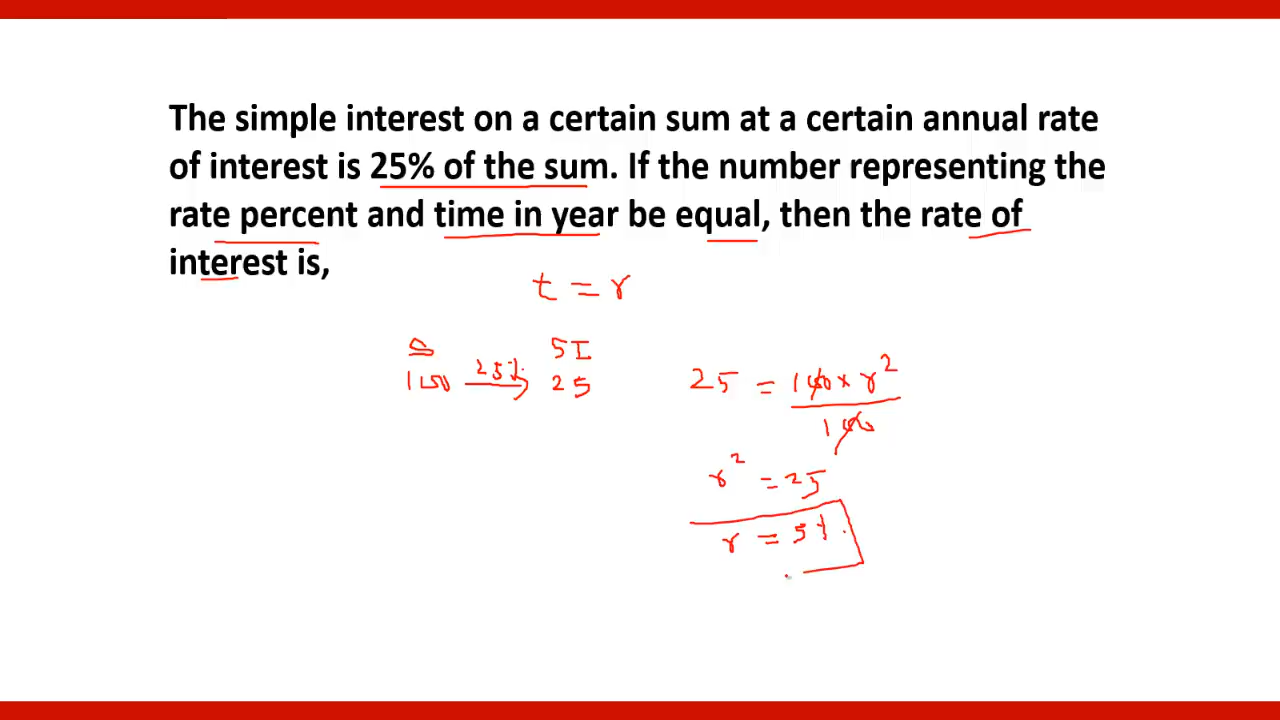 The simple interest on a certain sum at a certain annual rate
of interest is 25% of the sum. If the number representing the
rate percent and time in year be equal, then the rate of
interest is,
t = r
S SI
100 25% 25
25 = 100 × r²
100
r² = 25
r = 5%